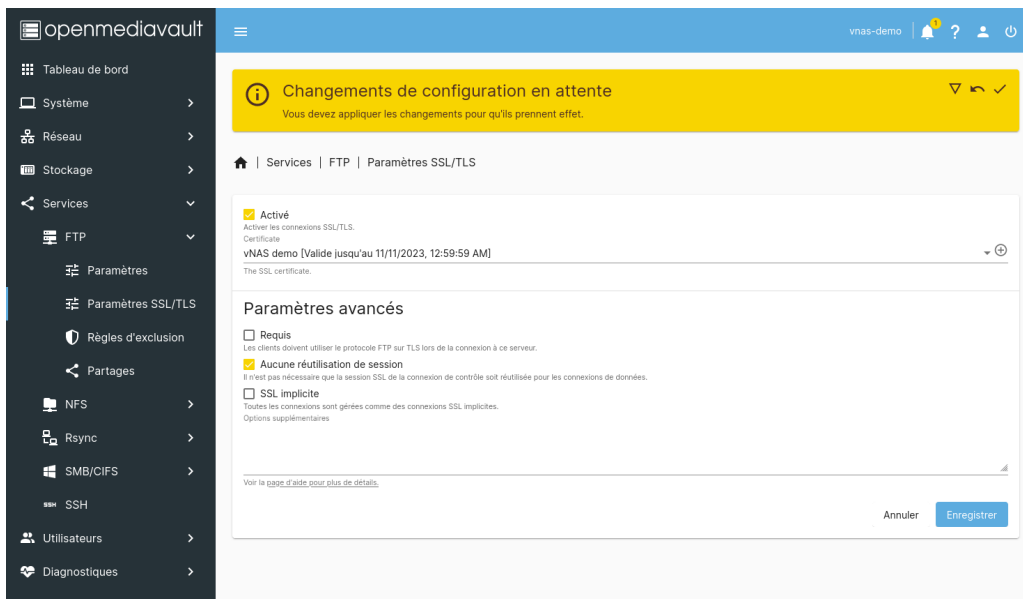 openmediavault
vnas-demo
1
?
Tableau de bord
Système
Réseau
Stockage
Services
FTP
Paramètres
Paramètres SSL/TLS
Règles d'exclusion
Partages
NFS
Rsync
SMB/CIFS
SSH SSH
Utilisateurs
Diagnostiques
Changements de configuration en attente
Vous devez appliquer les changements pour qu'ils prennent effet.
| Services | FTP | Paramètres SSL/TLS
Activé
Activer les connexions SSL/TLS.
Certificate
vNAS demo [Valide jusqu'au 11/11/2023, 12:59:59 AM]
The SSL certificate.
Paramètres avancés
Requis
Les clients doivent utiliser le protocole FTP sur TLS lors de la connexion à ce serveur.
Aucune réutilisation de session
Il n'est pas nécessaire que la session SSL de la connexion de contrôle soit réutilisée pour les connexions de données.
SSL implicite
Toutes les connexions sont gérées comme des connexions SSL implicites.
Options supplémentaires
Voir la page d'aide pour plus de détails.
Annuler
Enregistrer